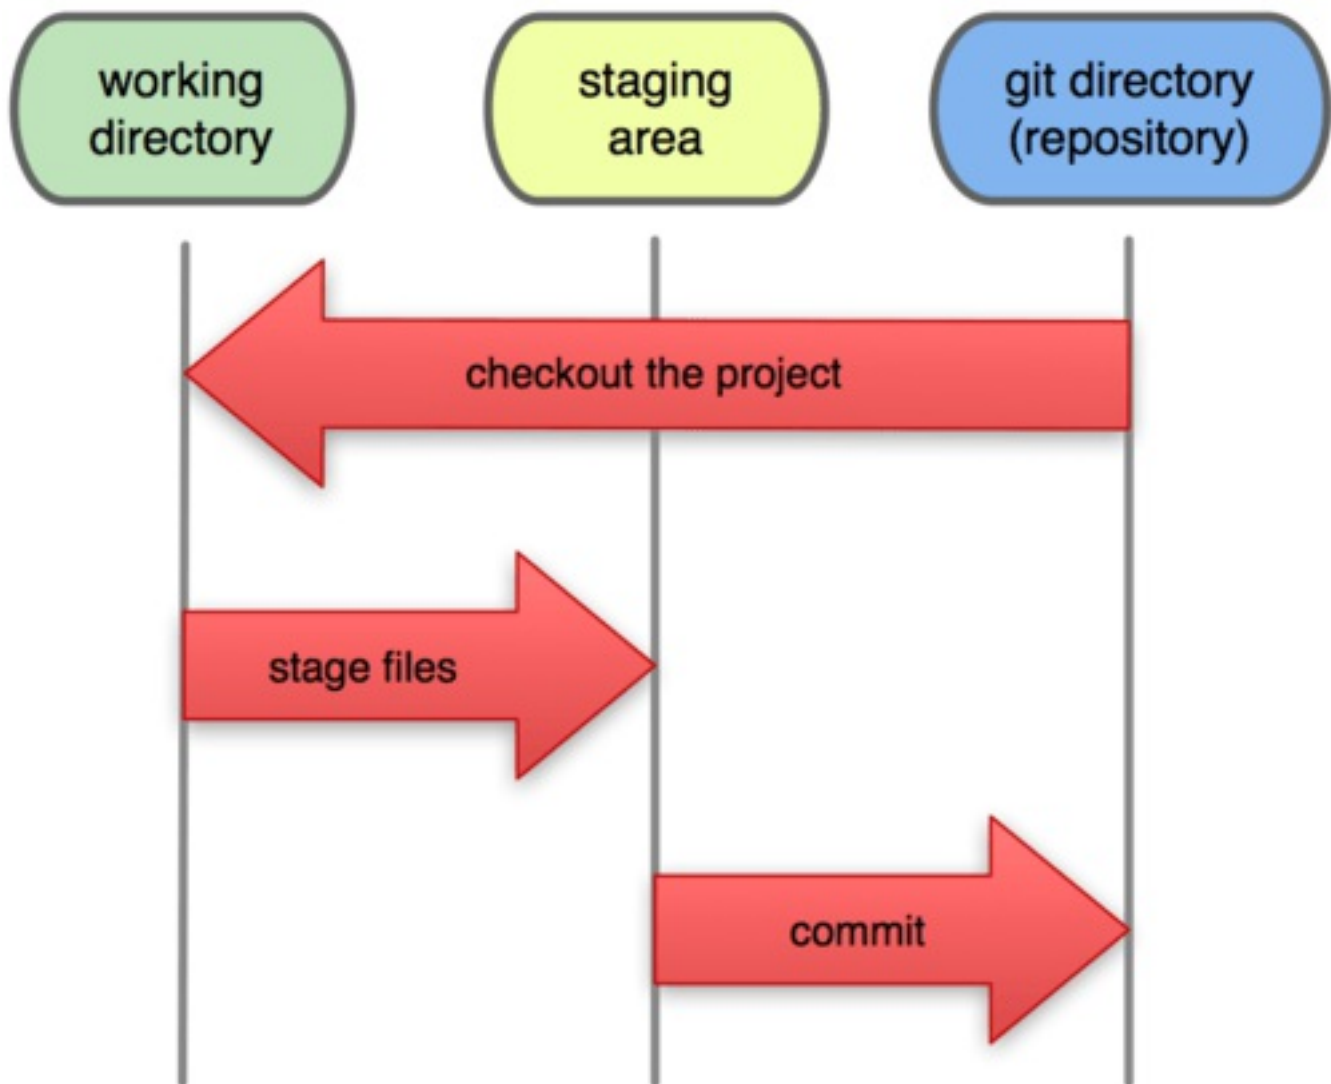 working
directory
staging
area
git directory
(repository)
checkout the project
stage files
commit